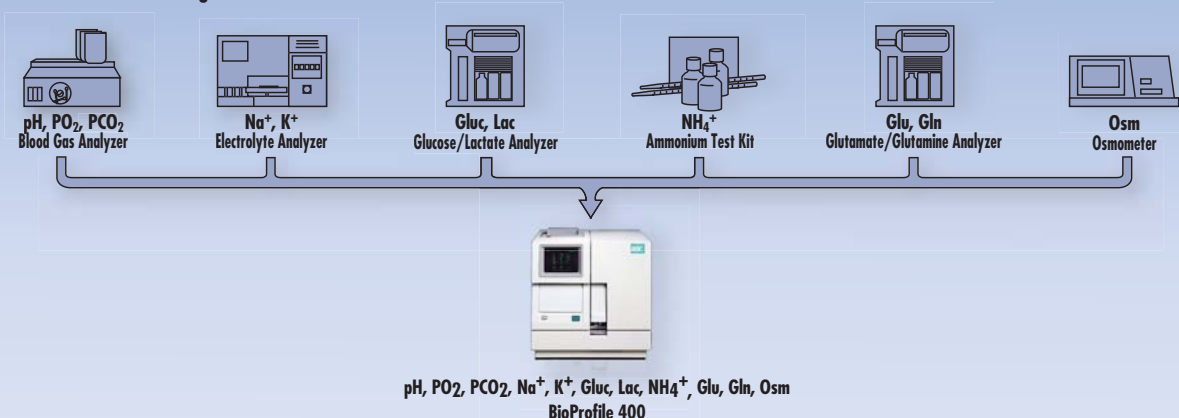 pH, PO₂, PCO₂
Blood Gas Analyzer
Na⁺, K⁺
Electrolyte Analyzer
Gluc, Lac
Glucose/Lactate Analyzer
NH₄⁺
Ammonium Test Kit
Glu, Gln
Glutamate/Glutamine Analyzer
Osm
Osmometer
pH, PO₂, PCO₂, Na⁺, K⁺, Gluc, Lac, NH₄⁺, Glu, Gln, Osm
BioProfile 400